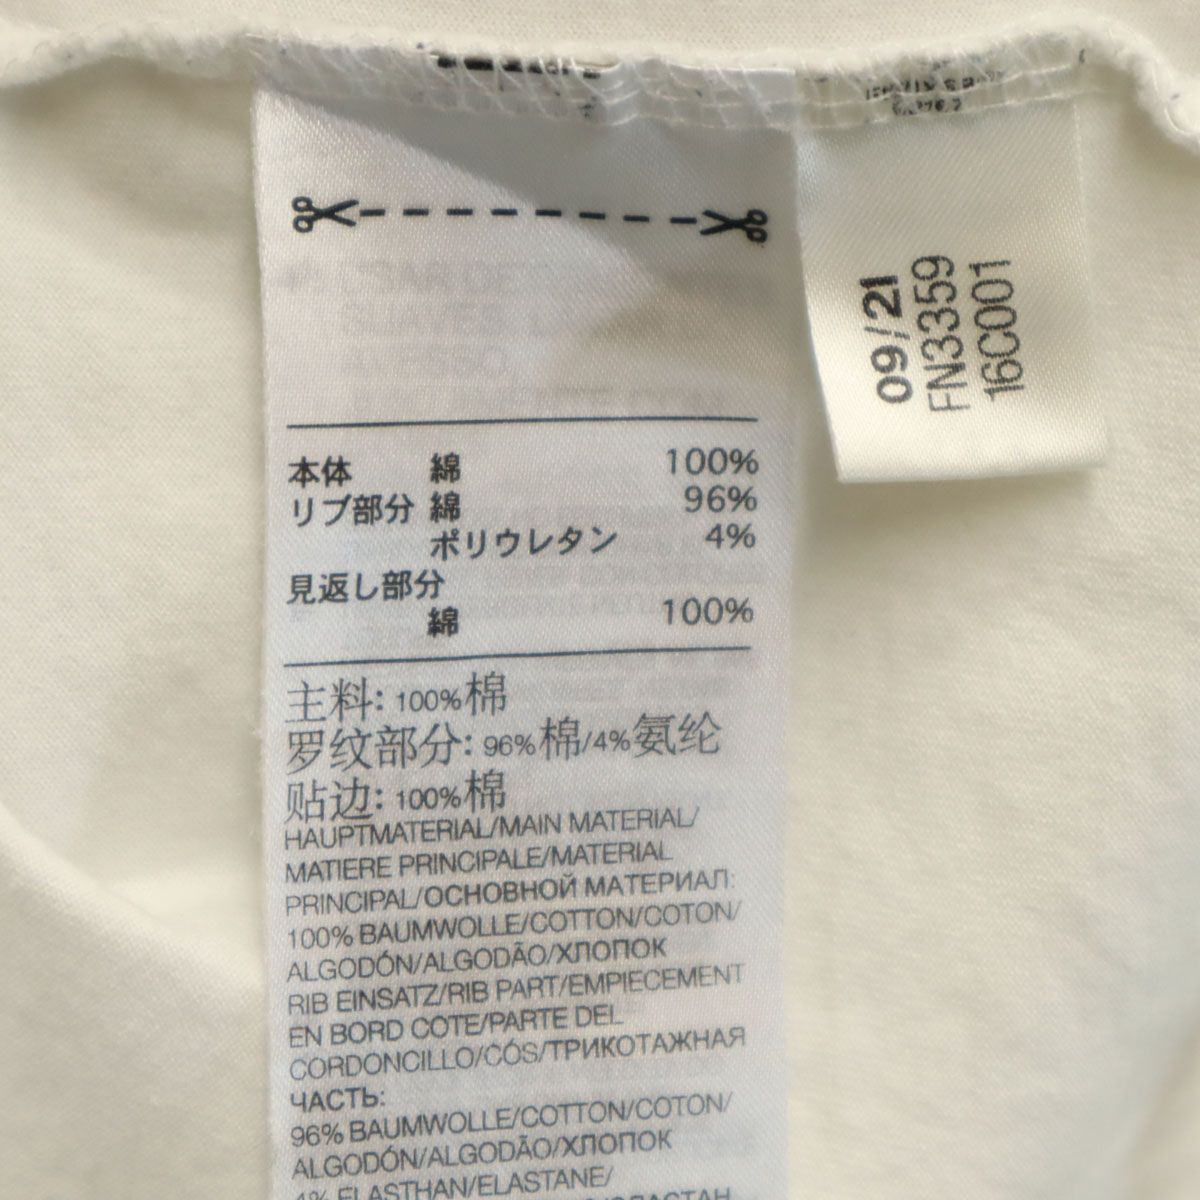 本体 綿 100%
リブ部分 綿 96%
ポリウレタン 4%
見返し部分
綿 100%
主料: 100%棉
罗纹部分: 96%棉/4%氨纶
贴边: 100%棉
HAUPTMATERIAL/MAIN MATERIAL/
MATIERE PRINCIPALE/MATERIAL
PRINCIPAL/ОСНОВНОЙ МАТЕРИАЛ:
100% BAUMWOLLE/COTTON/COTON/
ALGODÓN/ALGODÃO/ХЛОПОК
RIB EINSATZ/RIB PART/EMPIECEMENT
EN BORD COTE/PARTE DEL
CORDONCILLO/CÓS/ТРИКОТАЖНАЯ
ЧАСТЬ:
96% BAUMWOLLE/COTTON/COTON/
ALGODÓN/ALGODÃO/ХЛОПОК
4% ELASTHAN/ELASTANE/
09/21
FN3359
16C001